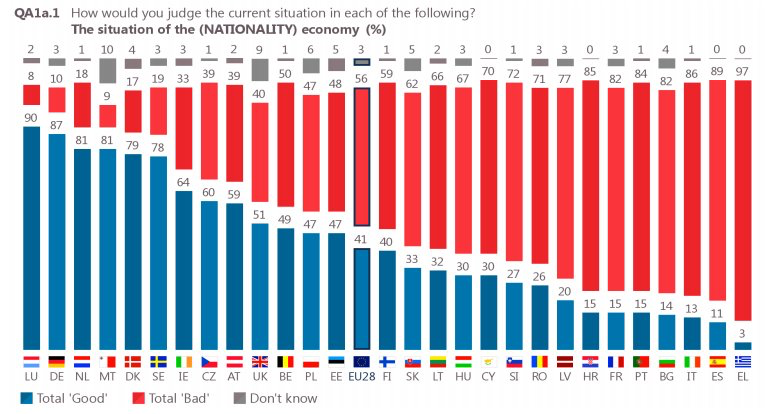 QA1a.1 How would you judge the current situation in each of the following?
The situation of the (NATIONALITY) economy (%)
2 3 1 10 4 3 3 1 2 9 1 6 5 3 1 5 2 3 0 1 3 3 0 3 1 4 1 0 0
8 10 18 9 17 19 33 39 39 40 50 47 48 56 59 62 66 67 70 72 71 77 85 82 84 82 86 89 97
90 87 81 81 79 78 64 60 59 51 49 47 47 41 40 33 32 30 30 27 26 20 15 15 15 14 13 11 3
LU DE NL MT DK SE IE CZ AT UK BE PL EE EU28 FI SK LT HU CY SI RO LV HR FR PT BG IT ES EL
Total 'Good' Total 'Bad' Don't know